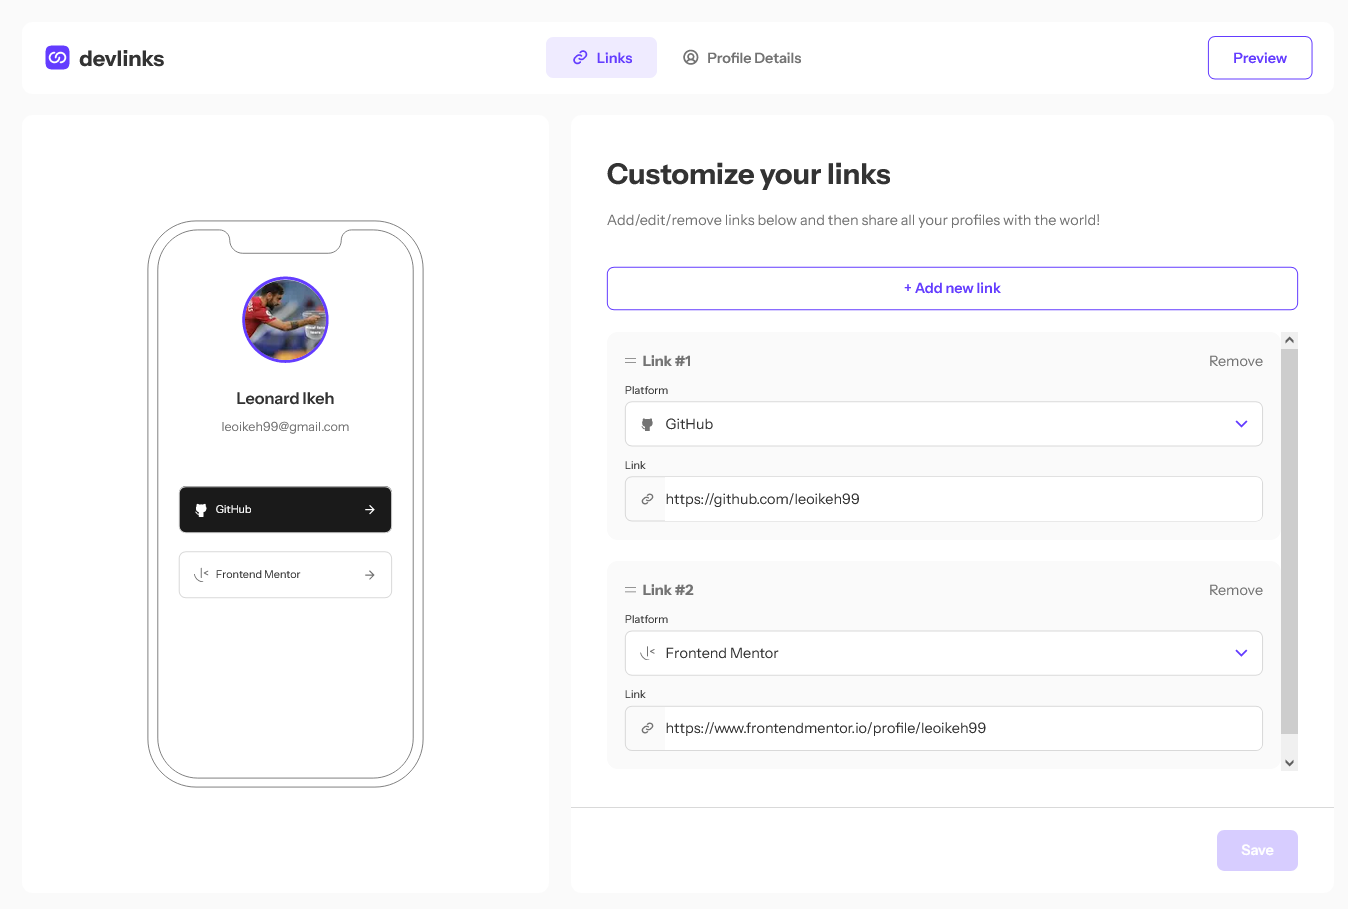 devlinks
Links
Profile Details
Preview
Leonard Ikeh
leoikeh99@gmail.com
GitHub
Frontend Mentor
Customize your links
Add/edit/remove links below and then share all your profiles with the world!
+ Add new link
Link #1
Remove
Platform
GitHub
Link
https://github.com/leoikeh99
Link #2
Remove
Platform
Frontend Mentor
Link
https://www.frontendmentor.io/profile/leoikeh99
Save